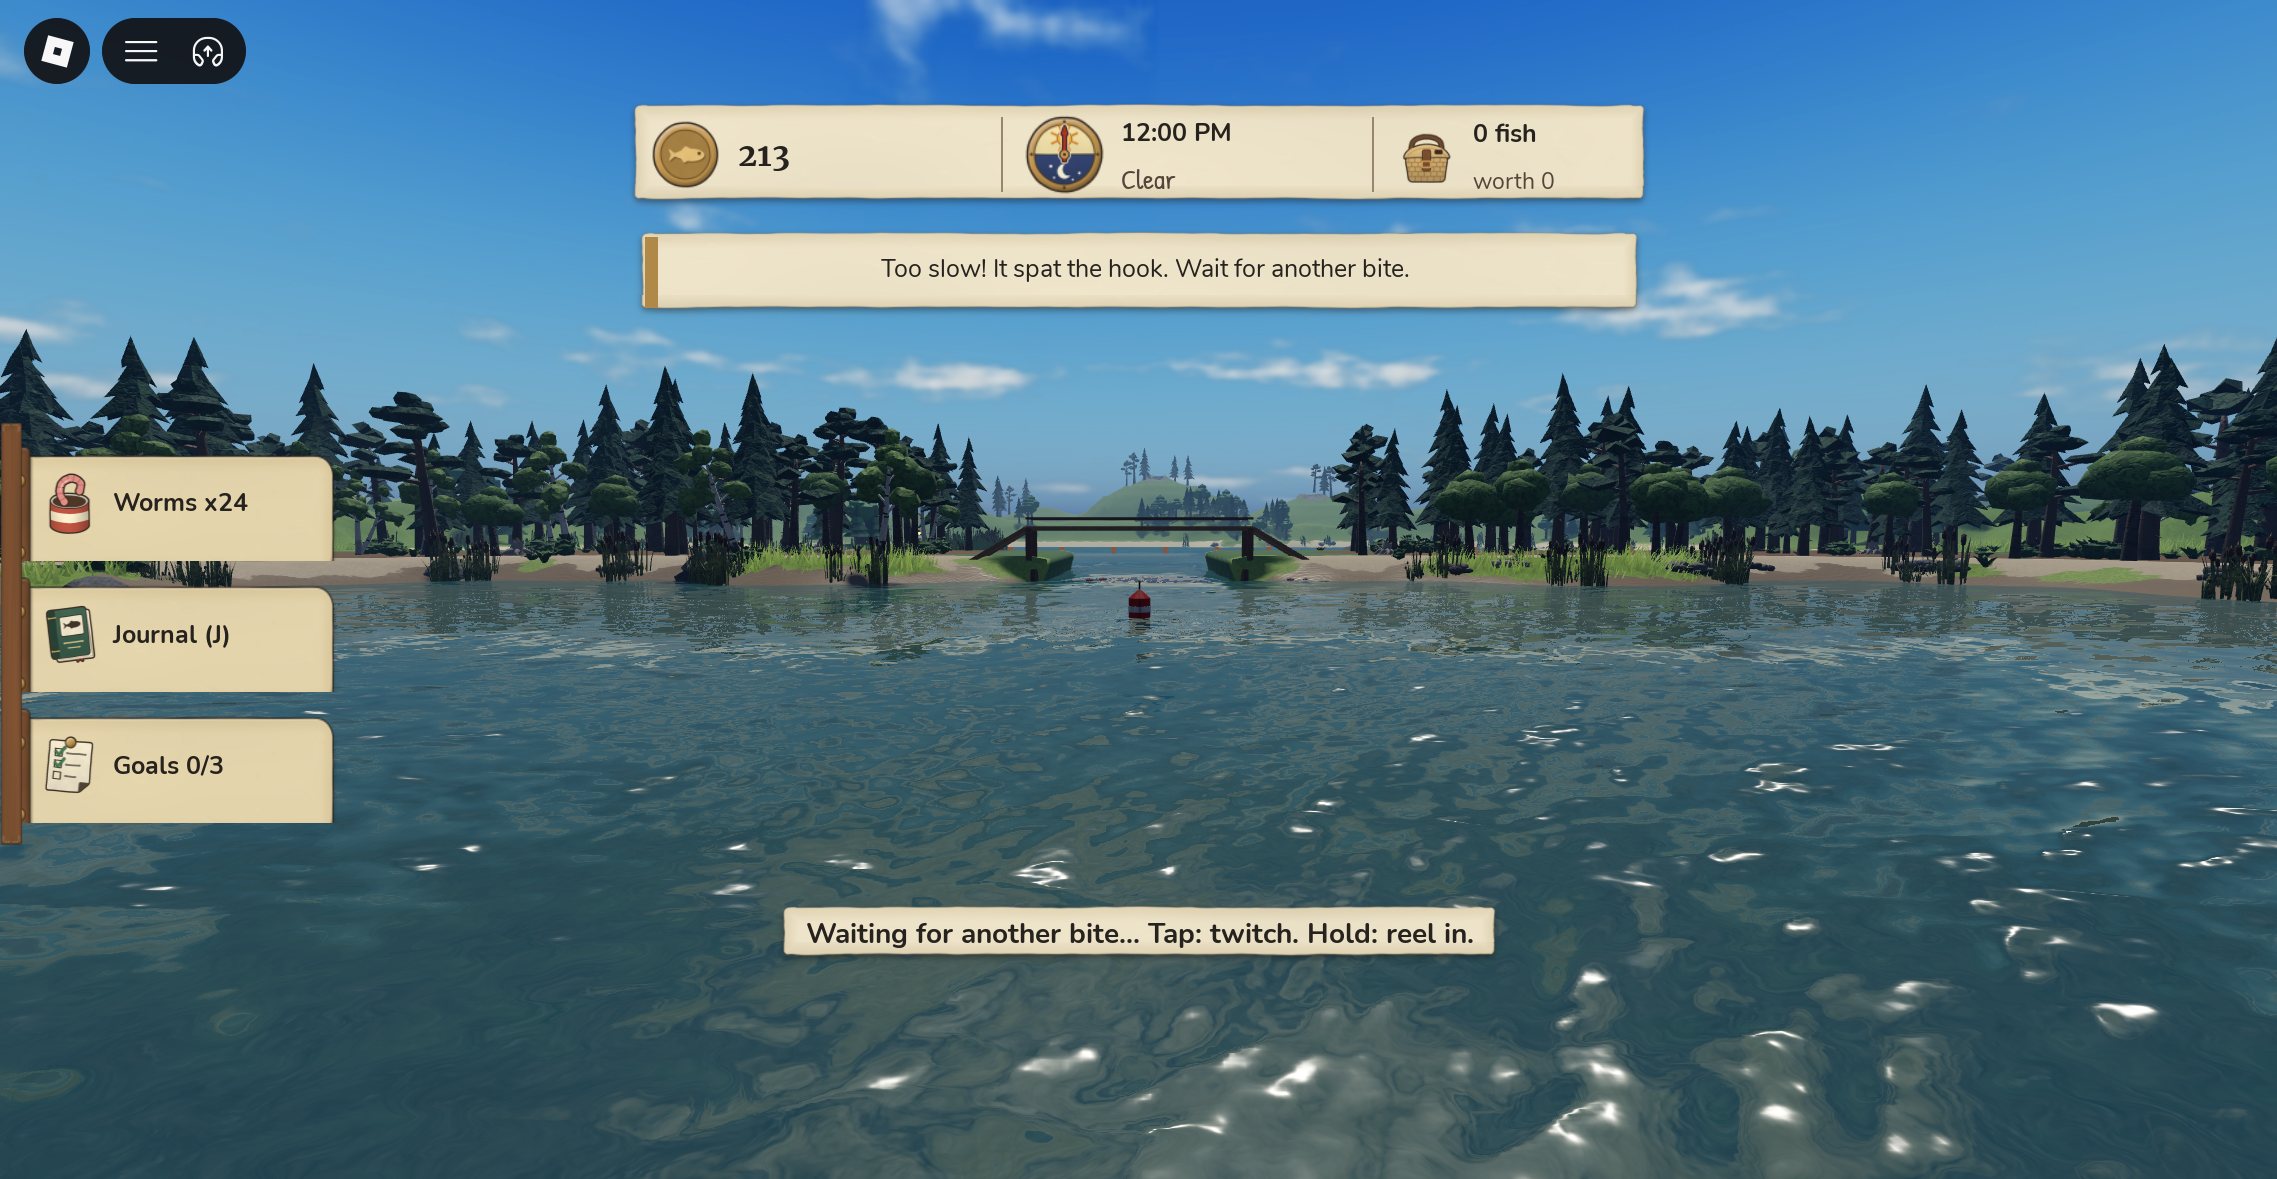 213
12:00 PM
Clear
0 fish
worth 0
Too slow! It spat the hook. Wait for another bite.
Worms x24
Journal (J)
Goals 0/3
Waiting for another bite... Tap: twitch. Hold: reel in.